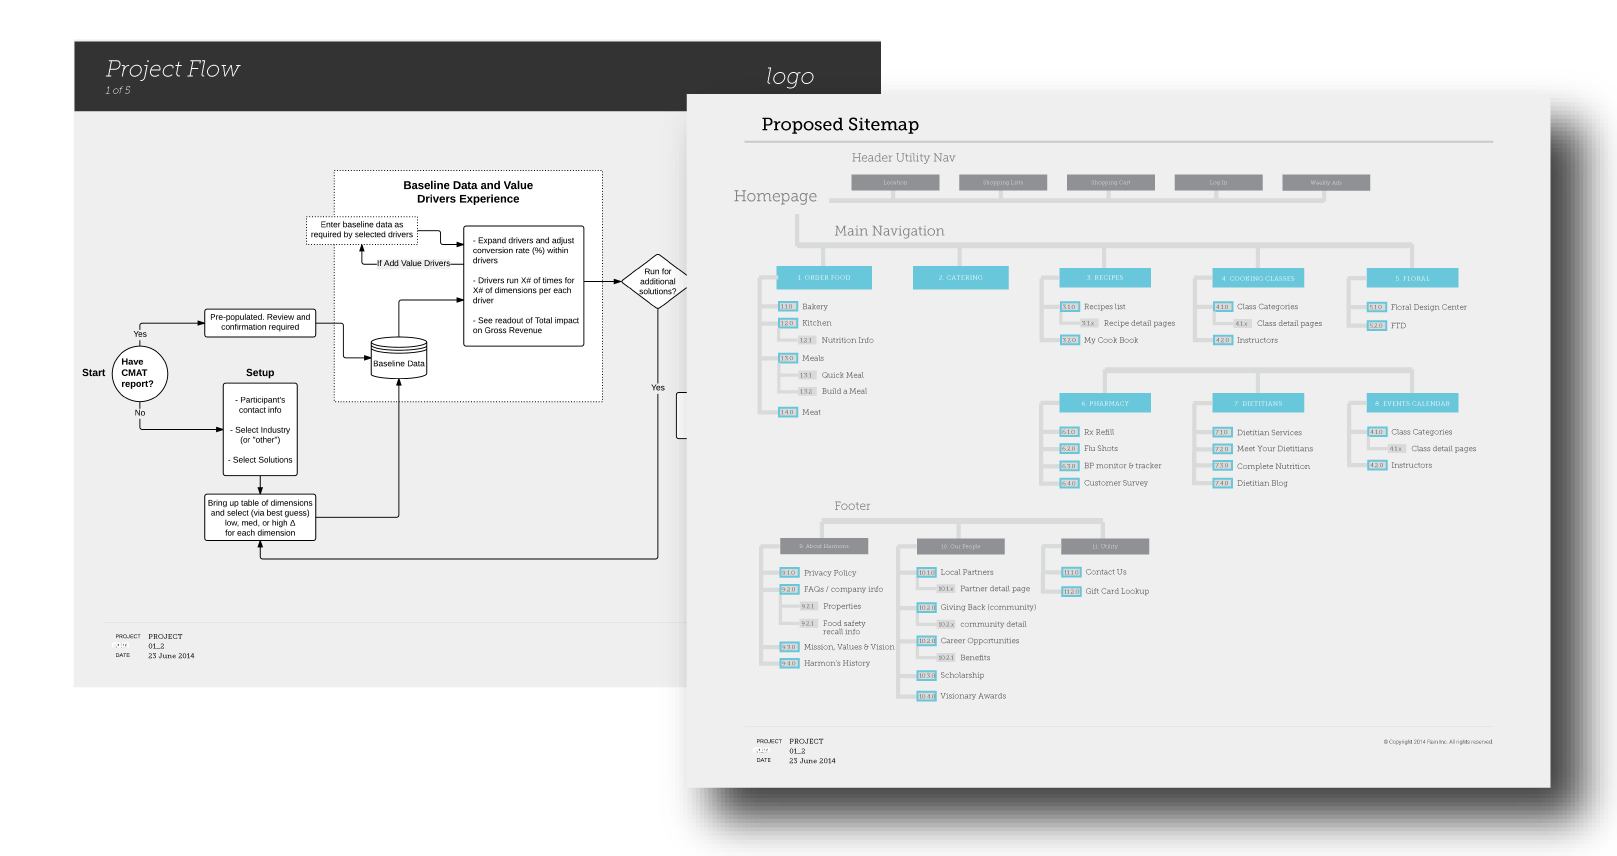 Project Flow
1 of 5
logo
Baseline Data and Value
Drivers Experience
Enter baseline data as
required by selected drivers
If Add Value Drivers
- Expand drivers and adjust
conversion rate (%) within
drivers
- Drivers run X# of times for
X# of dimensions per each
driver
- See readout of Total impact
on Gross Revenue
Run for
additional
solutions?
Pre-populated. Review and
confirmation required
Yes
Start
Have
CMAT
report?
No
Baseline Data
Setup
- Participant's
contact info
- Select Industry
(or "other")
- Select Solutions
Yes
Bring up table of dimensions
and select (via best guess)
low, med, or high Δ
for each dimension
PROJECT PROJECT
01_2
DATE 23 June 2014
Proposed Sitemap
Header Utility Nav
Location
Shopping Lists
Shopping Cart
Log In
Weekly Ads
Homepage
Main Navigation
1. ORDER FOOD
1.1.0 Bakery
1.2.0 Kitchen
1.2.1 Nutrition Info
1.3.0 Meals
1.3.1 Quick Meal
1.3.2 Build a Meal
1.4.0 Meat
2. CATERING
3. RECIPES
3.1.0 Recipes list
3.1.x Recipe detail pages
3.2.0 My Cook Book
4. COOKING CLASSES
4.1.0 Class Categories
4.1.x Class detail pages
4.2.0 Instructors
5. FLORAL
5.1.0 Floral Design Center
5.2.0 FTD
6. PHARMACY
6.1.0 Rx Refill
6.2.0 Flu Shots
6.3.0 BP monitor & tracker
6.4.0 Customer Survey
7. DIETITIANS
7.1.0 Dietitian Services
7.2.0 Meet Your Dietitians
7.3.0 Complete Nutrition
7.4.0 Dietitian Blog
8. EVENTS CALENDAR
4.1.0 Class Categories
4.1.x Class detail pages
4.2.0 Instructors
Footer
9. About Harmons
9.1.0 Privacy Policy
9.2.0 FAQs / company info
9.2.1 Properties
9.2.1 Food safety
recall info
9.3.0 Mission, Values & Vision
9.4.0 Harmon's History
10. Our People
10.1.0 Local Partners
10.1.x Partner detail page
10.2.0 Giving Back (community)
10.2.x community detail
10.2.0 Career Opportunities
10.2.1 Benefits
10.3.0 Scholarship
10.4.0 Visionary Awards
11. Utility
11.1.0 Contact Us
11.2.0 Gift Card Lookup
PROJECT PROJECT
01_2
DATE 23 June 2014